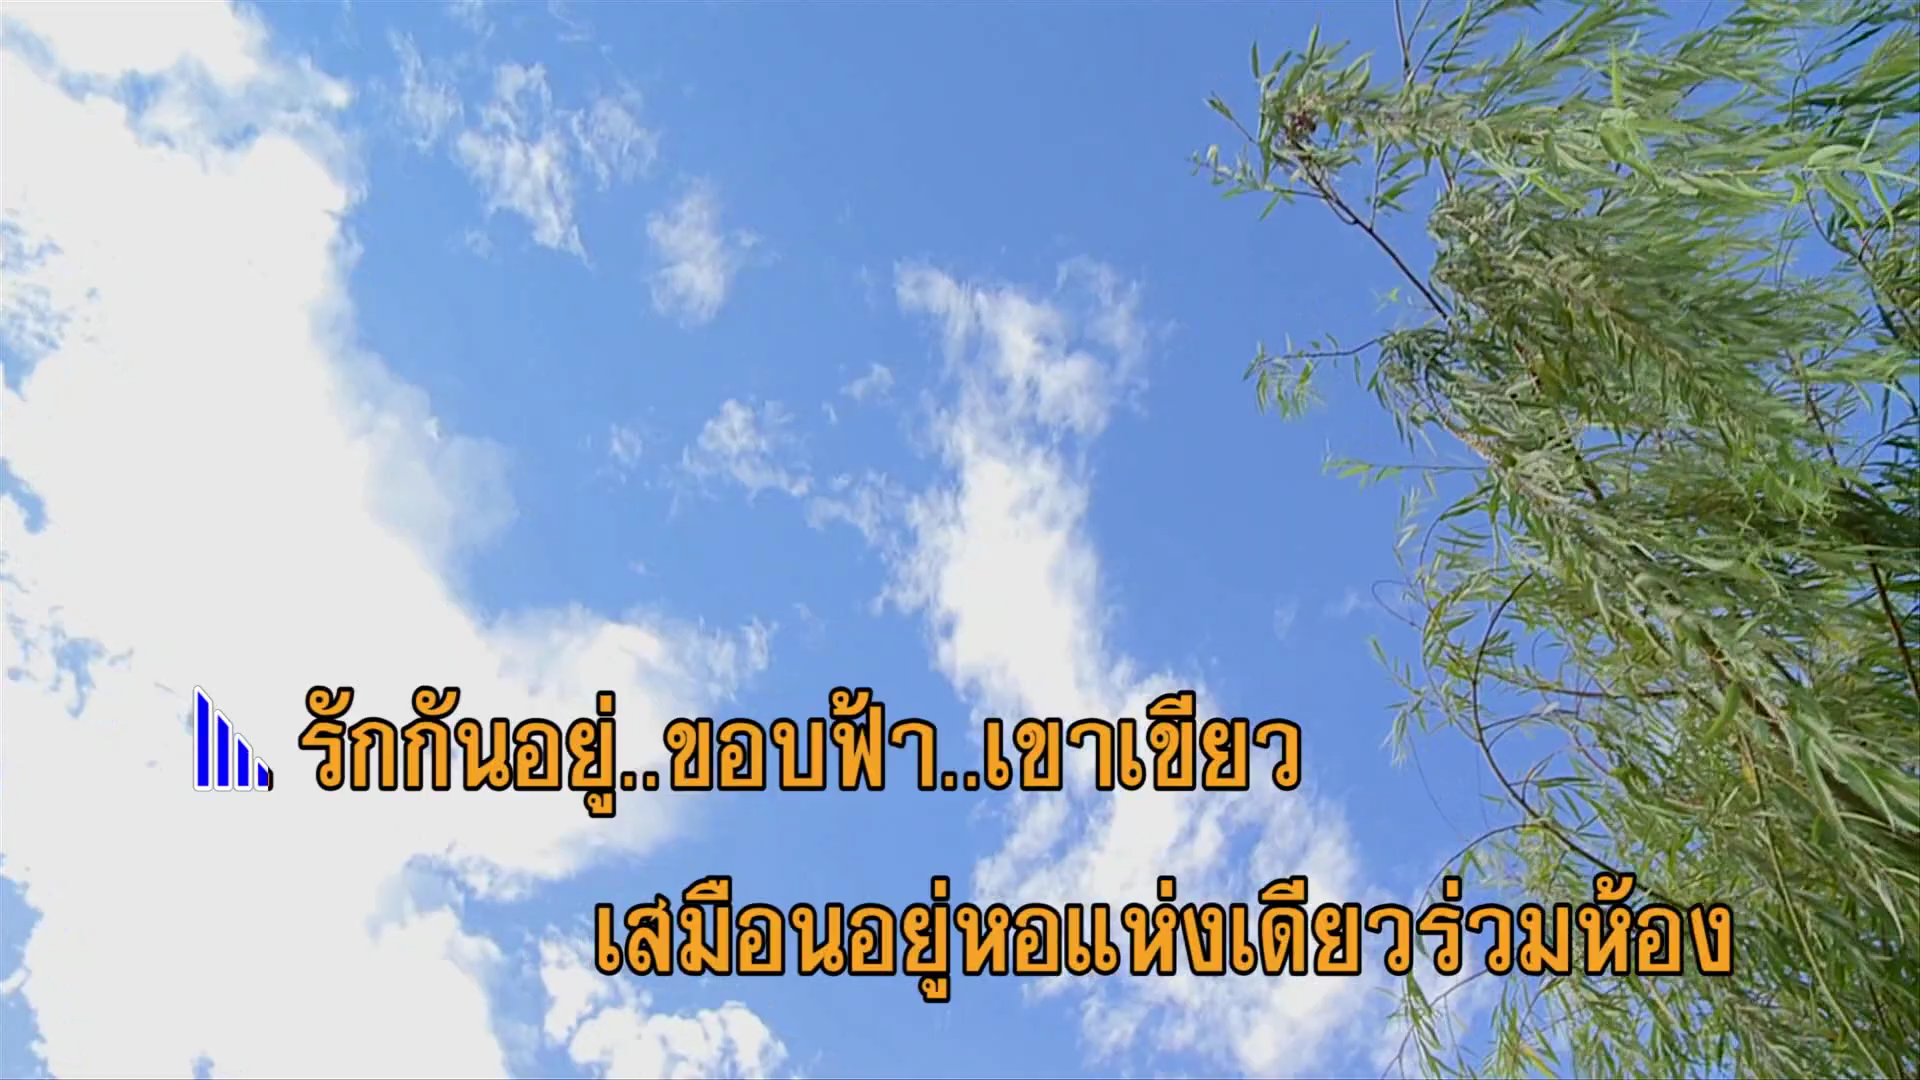 รักกันอยู่..ขอบฟ้า..เขาเขียว
เสมือนอยู่หอแห่งเดียวร่วมห้อง